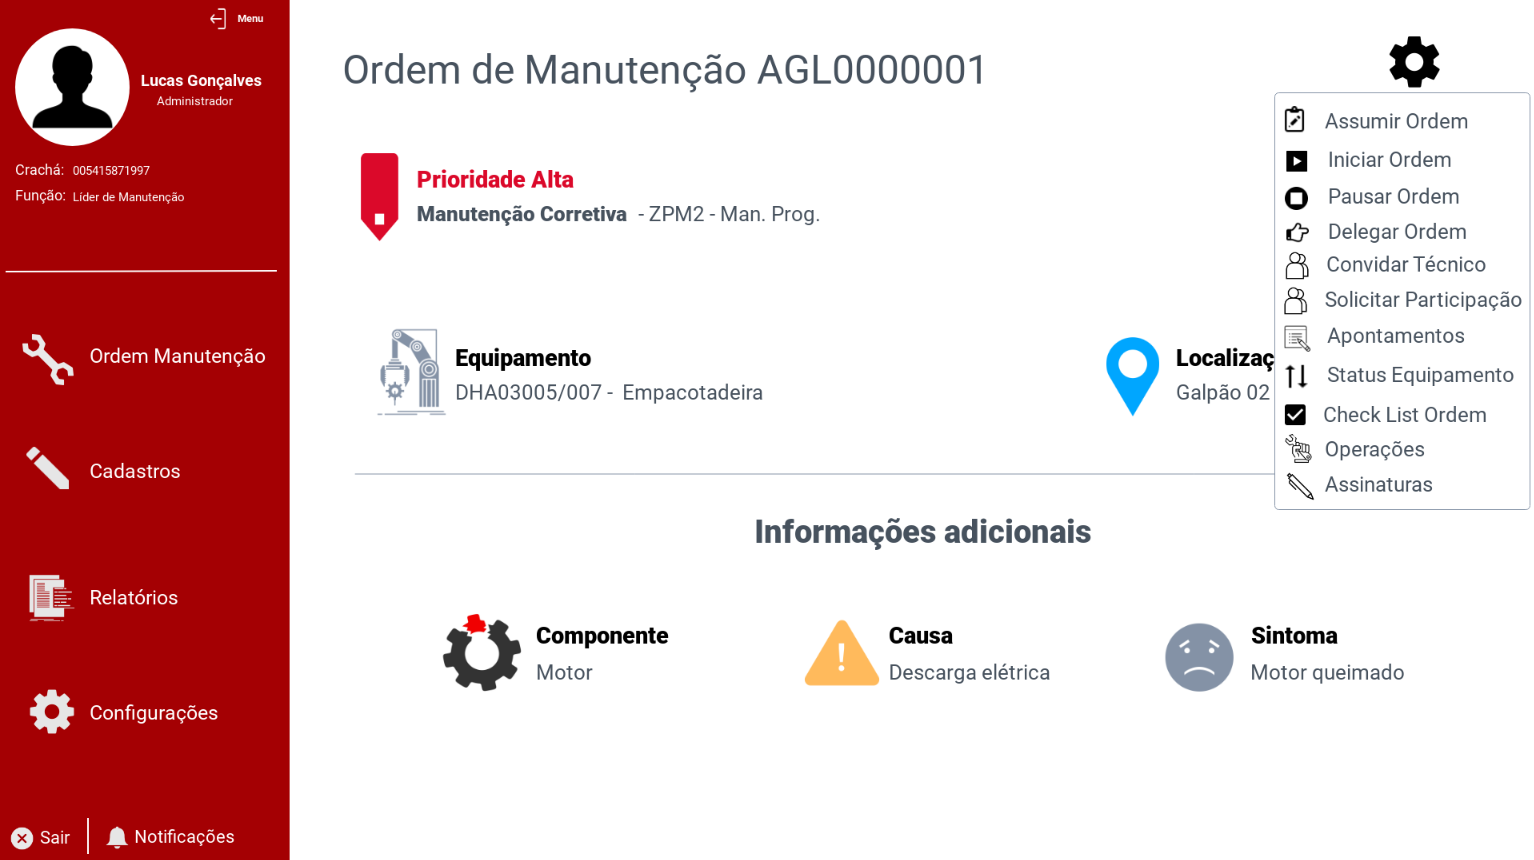 Menu
Lucas Gonçalves
Administrador
Crachá: 005415871997
Função: Líder de Manutenção
Ordem Manutenção
Cadastros
Relatórios
Configurações
Sair
Notificações
Ordem de Manutenção AGL0000001
Prioridade Alta
Manutenção Corretiva - ZPM2 - Man. Prog.
Equipamento
DHA03005/007 - Empacotadeira
Localizaç
Galpão 02
Assumir Ordem
Iniciar Ordem
Pausar Ordem
Delegar Ordem
Convidar Técnico
Solicitar Participação
Apontamentos
Status Equipamento
Check List Ordem
Operações
Assinaturas
Informações adicionais
Componente
Motor
Causa
Descarga elétrica
Sintoma
Motor queimado